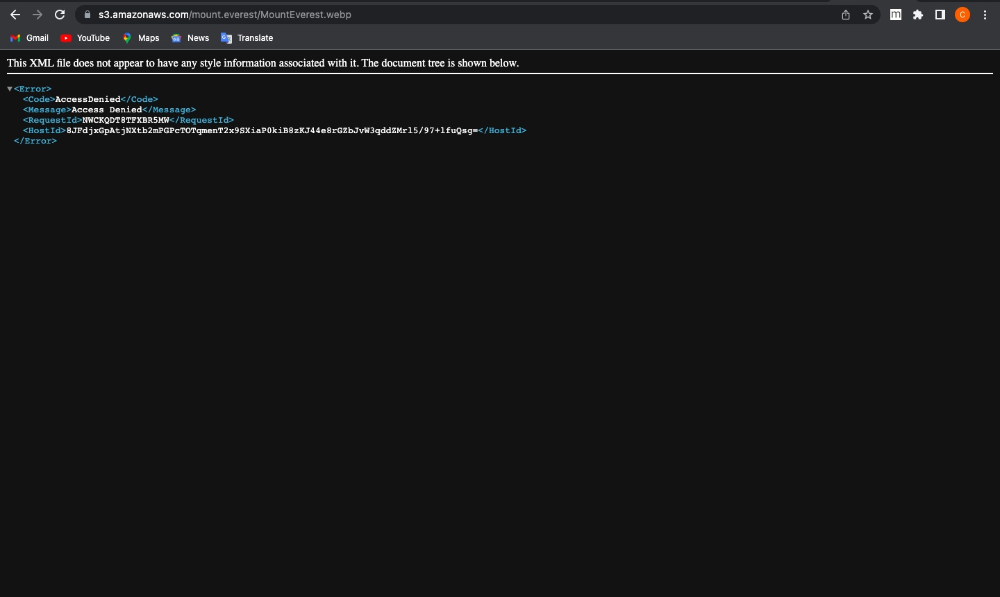 s3.amazonaws.com/mount.everest/MountEverest.webp
m
C
Gmail YouTube Maps News Translate
This XML file does not appear to have any style information associated with it. The document tree is shown below.
▼<Error>
<Code>AccessDenied</Code>
<Message>Access Denied</Message>
<RequestId>NWCKQDT8TFXBR5MW</RequestId>
<HostId>8JFdjxGpAtjNXtb2mPGPcTOTqmenT2x9SXiaP0kiB8zKJ44e8rGZbJvW3qddZMrl5/97+lfuQsg=</HostId>
</Error>